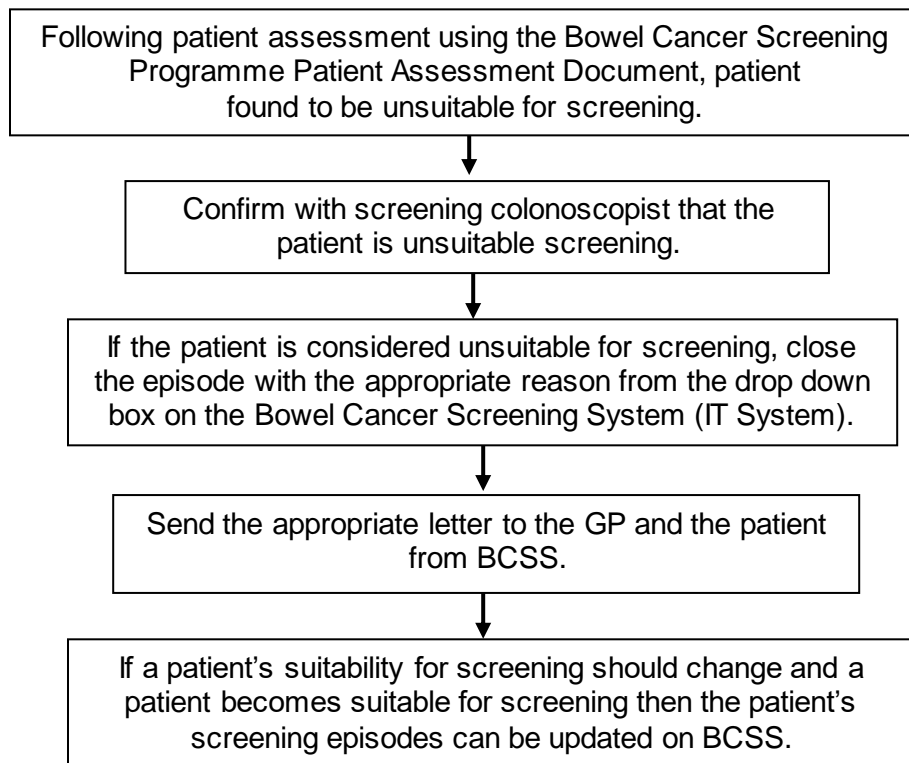 Following patient assessment using the Bowel Cancer Screening
Programme Patient Assessment Document, patient
found to be unsuitable for screening.
Confirm with screening colonoscopist that the
patient is unsuitable screening.
If the patient is considered unsuitable for screening, close
the episode with the appropriate reason from the drop down
box on the Bowel Cancer Screening System (IT System).
Send the appropriate letter to the GP and the patient
from BCSS.
If a patient’s suitability for screening should change and a
patient becomes suitable for screening then the patient’s
screening episodes can be updated on BCSS.